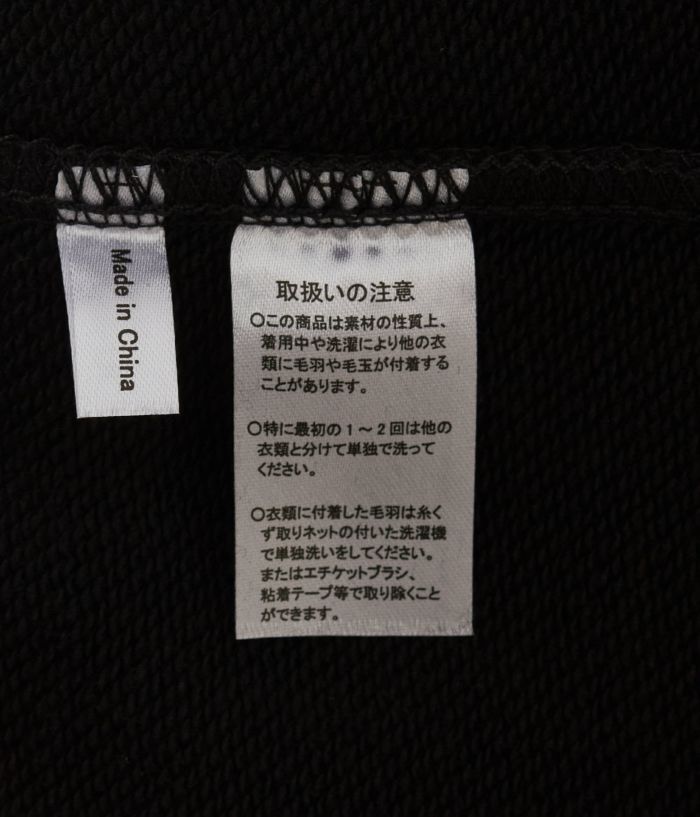 Made in China
取扱いの注意
○この商品は素材の性質上、
着用中や洗濯により他の衣
類に毛羽や毛玉が付着する
ことがあります。
○特に最初の1～2回は他の
衣類と分けて単独で洗って
ください。
○衣類に付着した毛羽は糸く
ず取りネットの付いた洗濯機
で単独洗いをしてください。
またはエチケットブラシ、
粘着テープ等で取り除くこと
ができます。